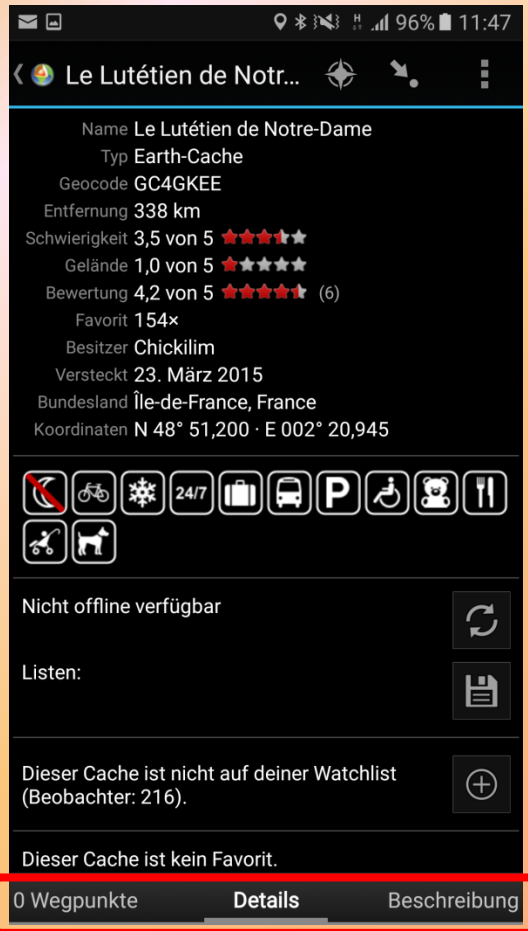 96% 11:47
Le Lutétien de Notr...
Name Le Lutétien de Notre-Dame
Typ Earth-Cache
Geocode GC4GKEE
Entfernung 338 km
Schwierigkeit 3,5 von 5
Gelände 1,0 von 5
Bewertung 4,2 von 5 (6)
Favorit 154×
Besitzer Chickilim
Versteckt 23. März 2015
Bundesland Île-de-France, France
Koordinaten N 48° 51,200 · E 002° 20,945
24/7 P
Nicht offline verfügbar
Listen:
Dieser Cache ist nicht auf deiner Watchlist
(Beobachter: 216).
Dieser Cache ist kein Favorit.
0 Wegpunkte Details Beschreibung